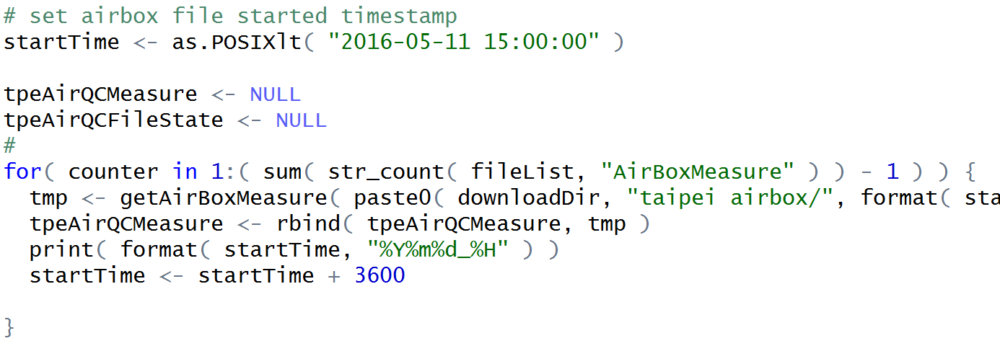 # set airbox file started timestamp
startTime <- as.POSIXlt( "2016-05-11 15:00:00" )
tpeAirQCMeasure <- NULL
tpeAirQCFileState <- NULL
#
for( counter in 1:( sum( str_count( fileList, "AirBoxMeasure" ) ) - 1 ) ) {
  tmp <- getAirBoxMeasure( paste0( downloadDir, "taipei airbox/", format( sta
  tpeAirQCMeasure <- rbind( tpeAirQCMeasure, tmp )
  print( format( startTime, "%Y%m%d_%H" ) )
  startTime <- startTime + 3600
}